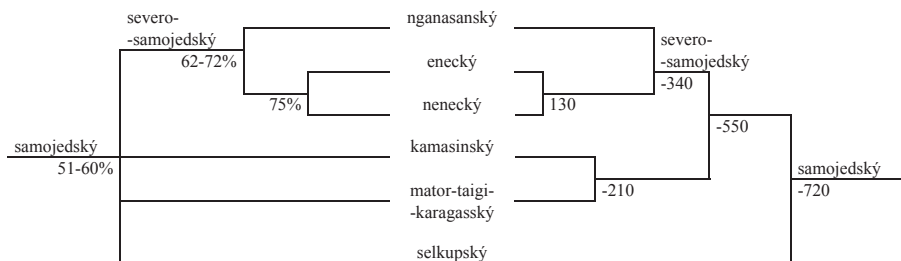 severo-
-samojedský
62-72%
75%
samojedský
51-60%
nganasanský
enecký
nenecký
kamasinský
mator-taigi-
-karagasský
selkupský
severo-
-samojedský
-340
130
-550
-210
samojedský
-720